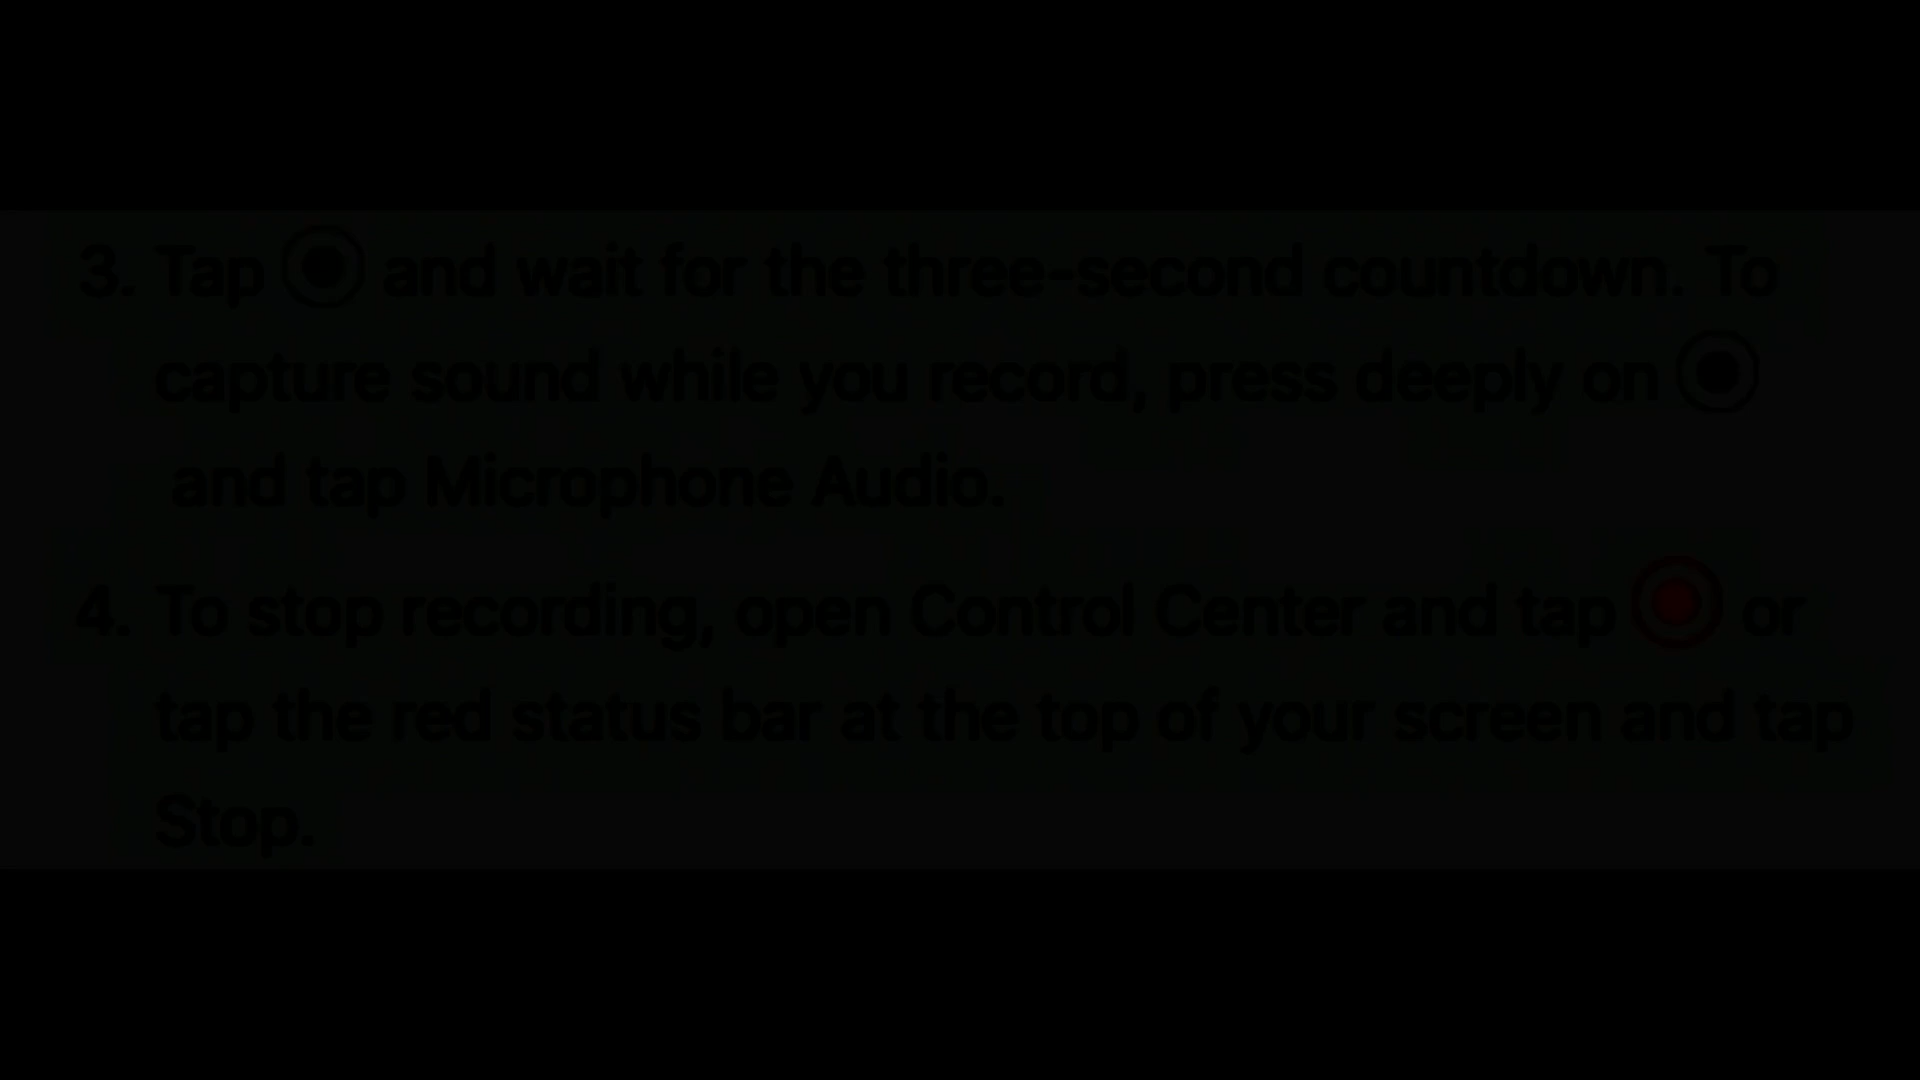 3. Tap and wait for the three-second countdown. To
capture sound while you record, press deeply on
and tap Microphone Audio.
4. To stop recording, open Control Center and tap or
tap the red status bar at the top of your screen and tap
Stop.